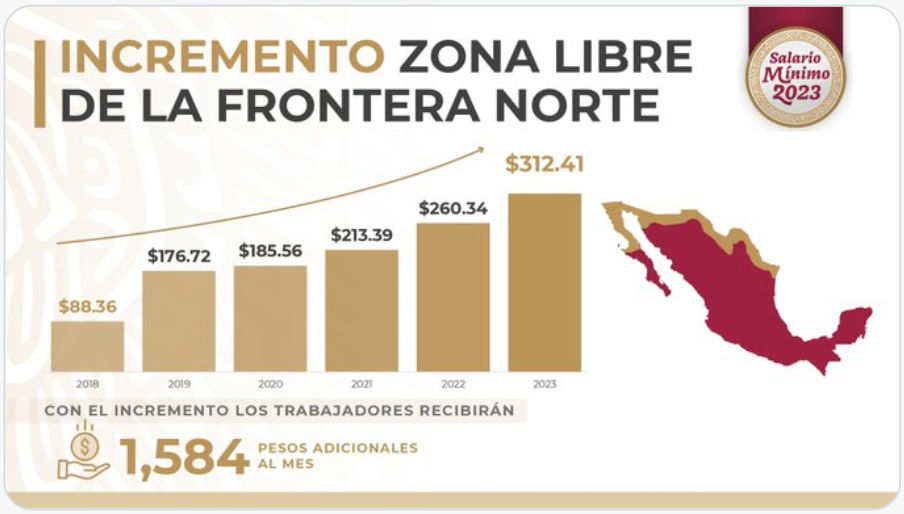 INCREMENTO ZONA LIBRE
DE LA FRONTERA NORTE
Salario
Mínimo
2023
$88.36
$176.72
$185.56
$213.39
$260.34
$312.41
2018
2019
2020
2021
2022
2023
CON EL INCREMENTO LOS TRABAJADORES RECIBIRÁN
$
1,584
PESOS ADICIONALES
AL MES